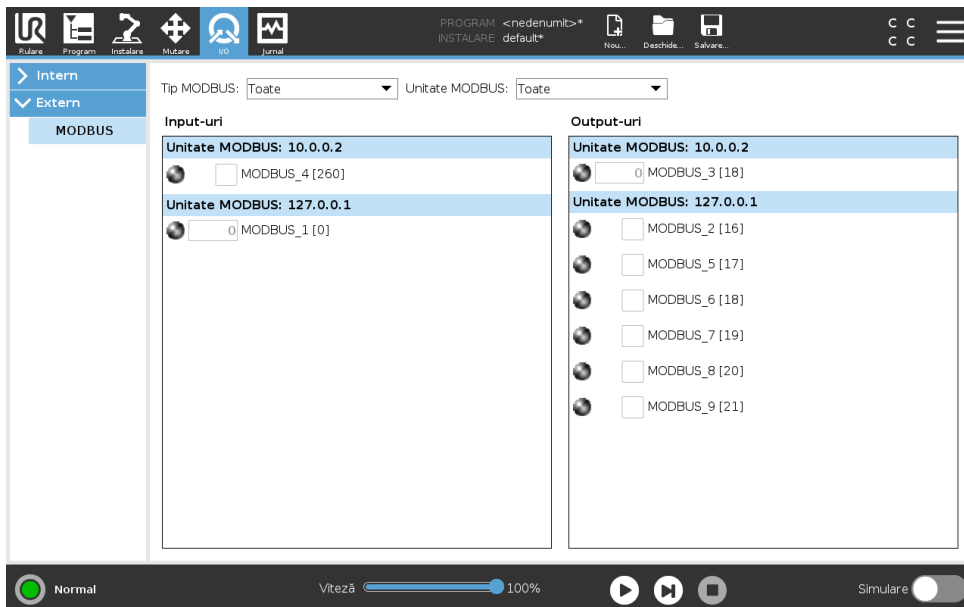 PROGRAM <nedenumit>*
INSTALARE default*
Rulare Program Instalare Mutare I/O Jurnal Nou... Deschide... Salvare...
C C
C C
Intern
Extern
MODBUS
Tip MODBUS: Toate Unitate MODBUS: Toate
Input-uri
Unitate MODBUS: 10.0.0.2
MODBUS_4 [260]
Unitate MODBUS: 127.0.0.1
0 MODBUS_1 [0]
Output-uri
Unitate MODBUS: 10.0.0.2
0 MODBUS_3 [18]
Unitate MODBUS: 127.0.0.1
MODBUS_2 [16]
MODBUS_5 [17]
MODBUS_6 [18]
MODBUS_7 [19]
MODBUS_8 [20]
MODBUS_9 [21]
Normal Viteză 100% Simulare